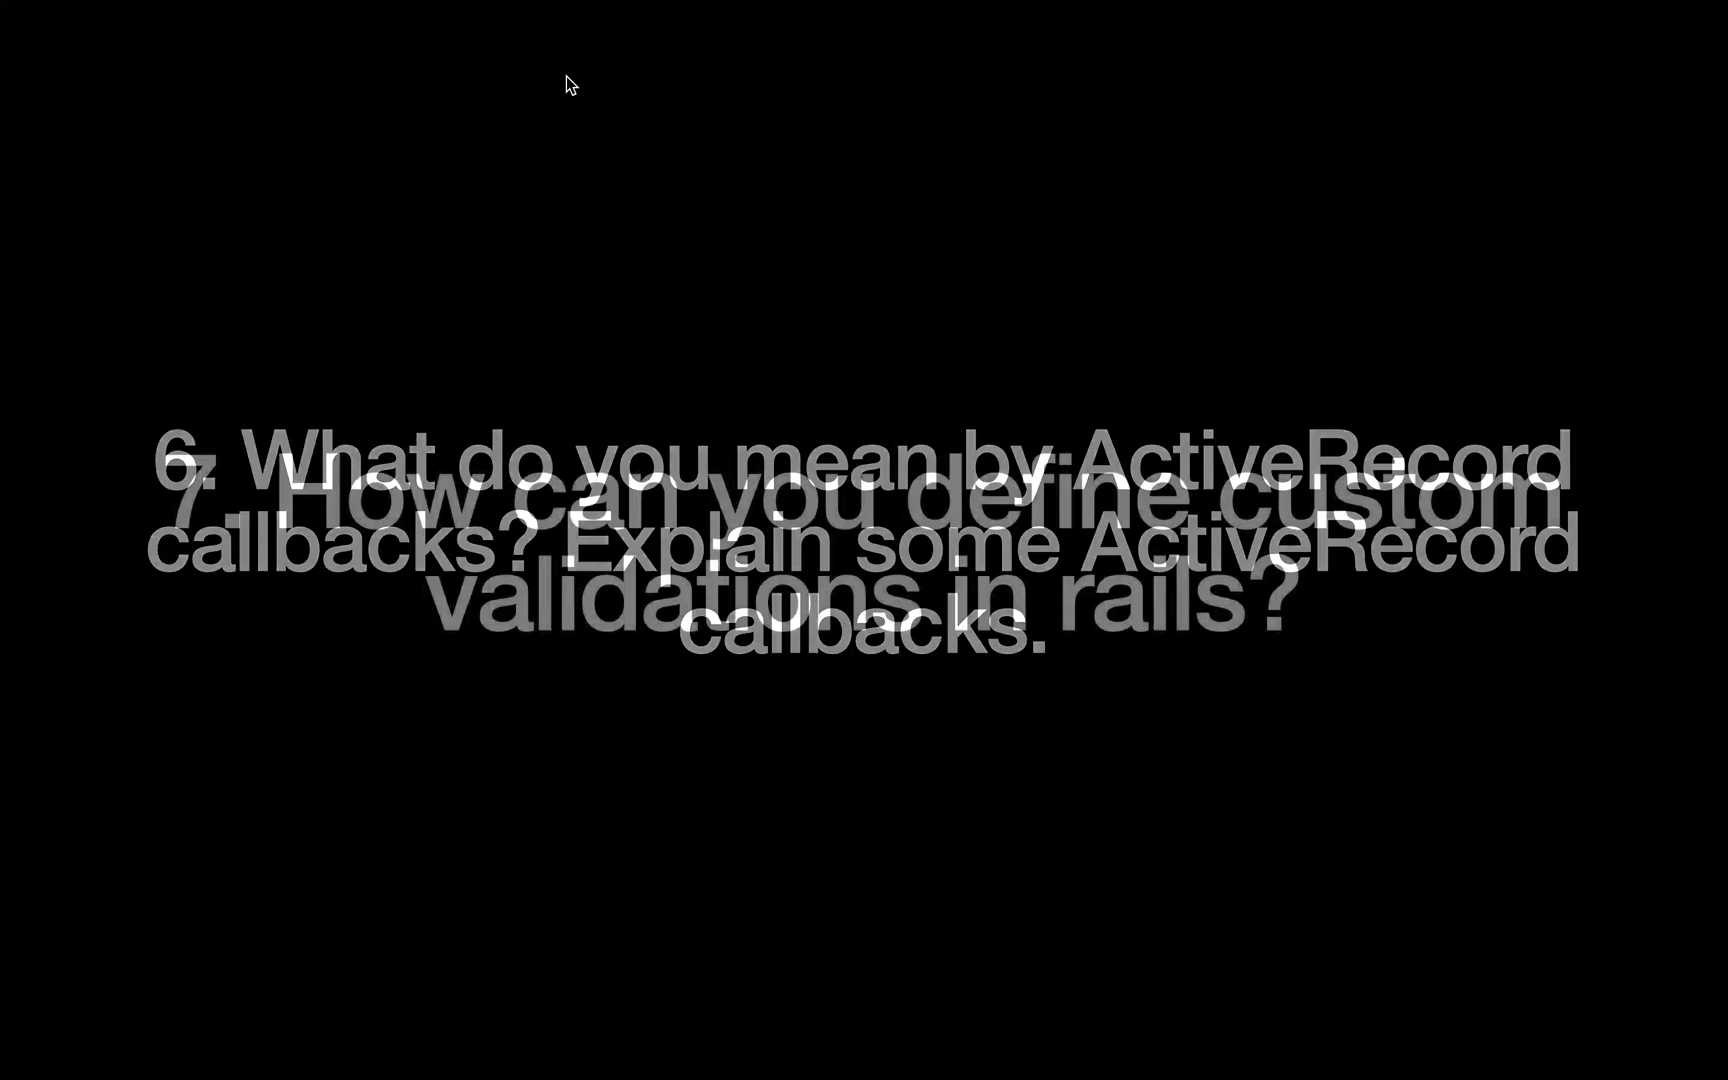 6. What do you mean by ActiveRecord
callbacks? Explain some ActiveRecord
callbacks.
7. How can you define custom
validations in rails?